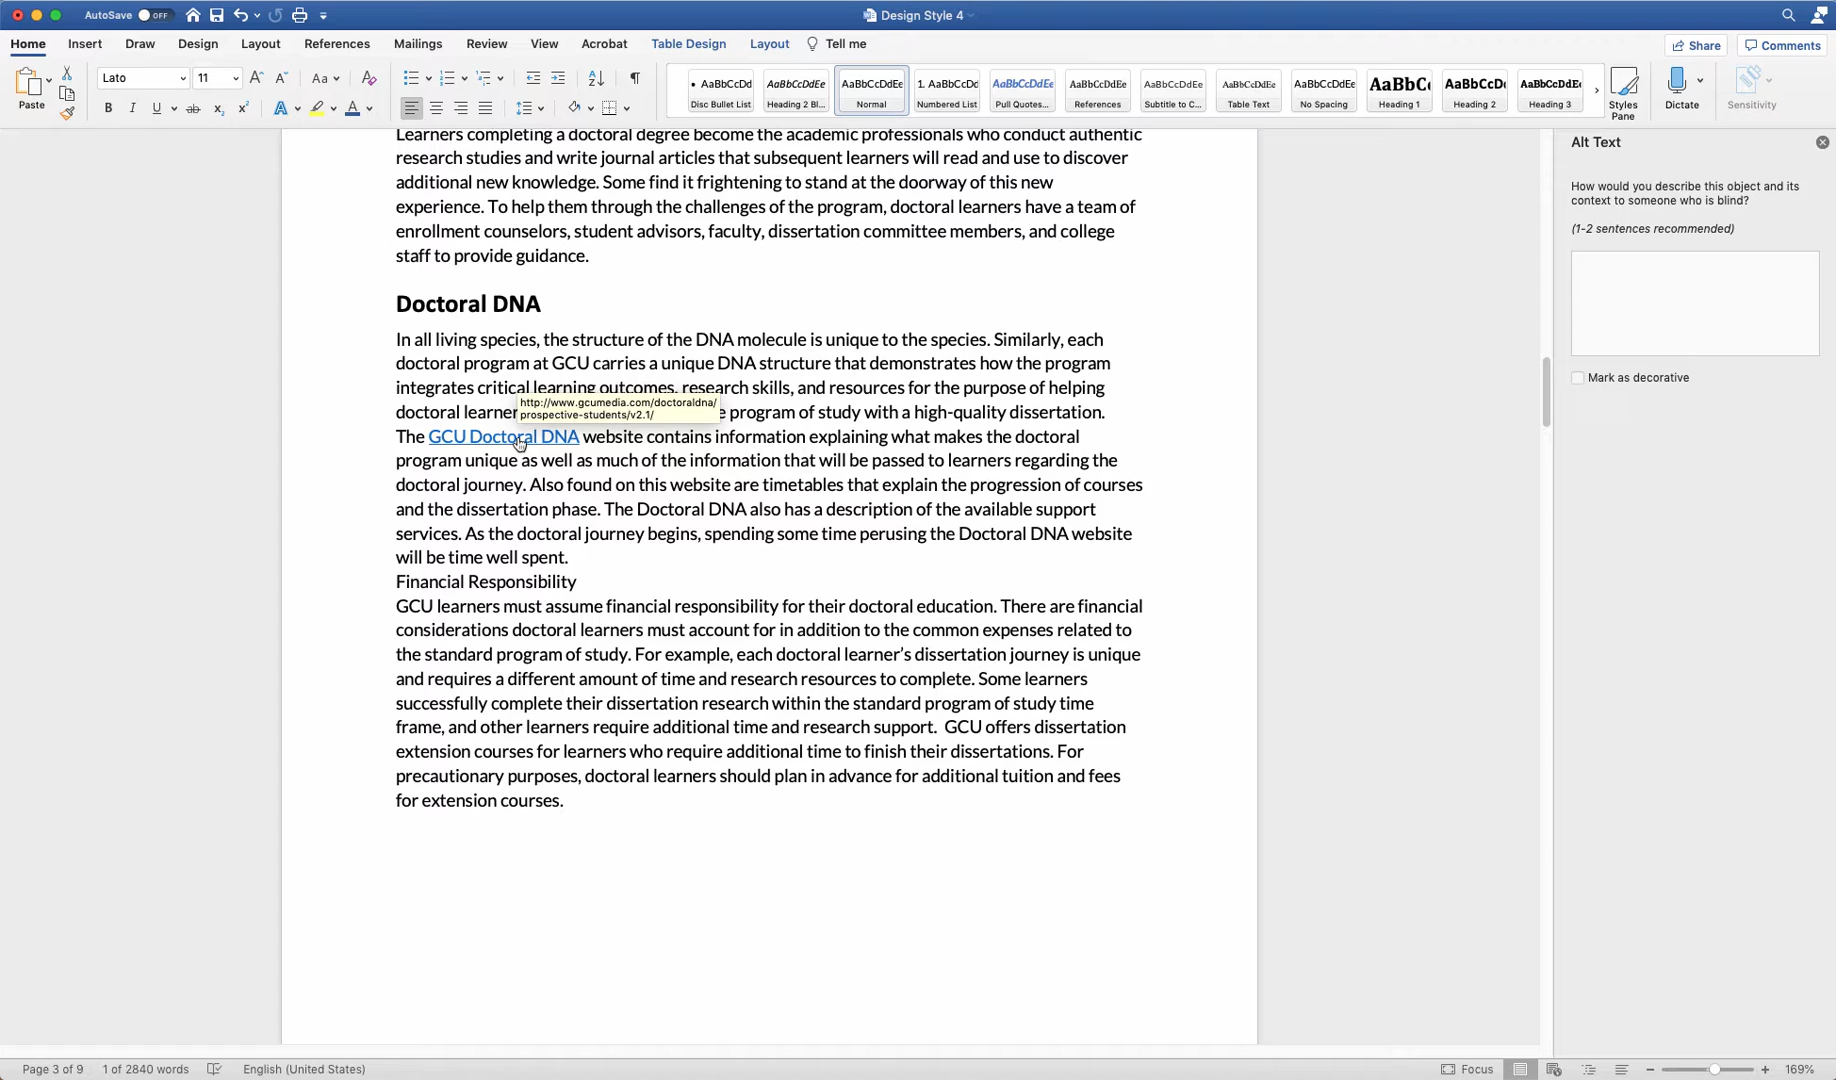 AutoSave OFF
Design Style 4
Home Insert Draw Design Layout References Mailings Review View Acrobat Table Design Layout Tell me
Share Comments
Paste
Lato 11
AaBbCcDd Disc Bullet List
AaBbCcDdEe Heading 2 Bl...
AaBbCcDdEe Normal
1. AaBbCcDd Numbered List
AaBbCcDdEe Pull Quotes...
AaBbCcDdEe References
AaBbCcDdEe Subtitle to C...
AaBbCcDdEe Table Text
AaBbCcDdEe No Spacing
AaBbC Heading 1
AaBbCcDd Heading 2
AaBbCcDdEe Heading 3
Styles Pane
Dictate
Sensitivity
Learners completing a doctoral degree become the academic professionals who conduct authentic
research studies and write journal articles that subsequent learners will read and use to discover
additional new knowledge. Some find it frightening to stand at the doorway of this new
experience. To help them through the challenges of the program, doctoral learners have a team of
enrollment counselors, student advisors, faculty, dissertation committee members, and college
staff to provide guidance.
Doctoral DNA
In all living species, the structure of the DNA molecule is unique to the species. Similarly, each
doctoral program at GCU carries a unique DNA structure that demonstrates how the program
integrates critical learning outcomes, research skills, and resources for the purpose of helping
doctoral learner e program of study with a high-quality dissertation.
http://www.gcumedia.com/doctoraldna/
prospective-students/v2.1/
The GCU Doctoral DNA website contains information explaining what makes the doctoral
program unique as well as much of the information that will be passed to learners regarding the
doctoral journey. Also found on this website are timetables that explain the progression of courses
and the dissertation phase. The Doctoral DNA also has a description of the available support
services. As the doctoral journey begins, spending some time perusing the Doctoral DNA website
will be time well spent.
Financial Responsibility
GCU learners must assume financial responsibility for their doctoral education. There are financial
considerations doctoral learners must account for in addition to the common expenses related to
the standard program of study. For example, each doctoral learner’s dissertation journey is unique
and requires a different amount of time and research resources to complete. Some learners
successfully complete their dissertation research within the standard program of study time
frame, and other learners require additional time and research support. GCU offers dissertation
extension courses for learners who require additional time to finish their dissertations. For
precautionary purposes, doctoral learners should plan in advance for additional tuition and fees
for extension courses.
Alt Text
How would you describe this object and its
context to someone who is blind?
(1-2 sentences recommended)
Mark as decorative
Page 3 of 9 1 of 2840 words English (United States) Focus 169%